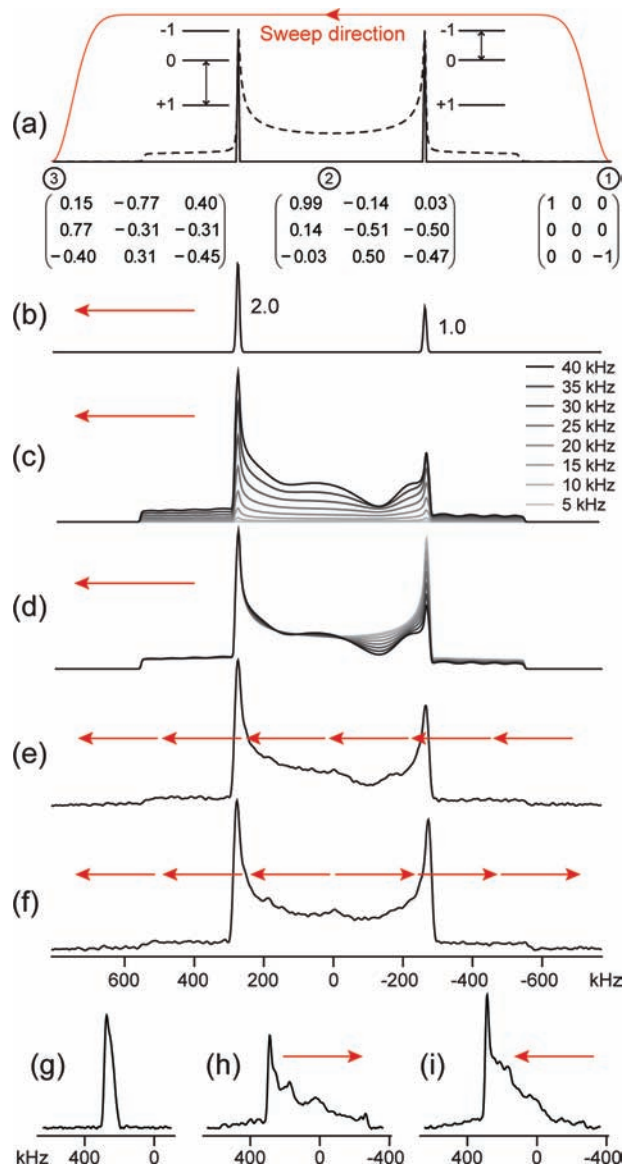 -1 -1
Sweep direction
0 0
+1 +1
(a)
3 2 1
0.15 −0.77 0.40 0.99 −0.14 0.03 1 0 0
0.77 −0.31 −0.31 0.14 −0.51 −0.50 0 0 0
−0.40 0.31 −0.45 −0.03 0.50 −0.47 0 0 −1
(b)
2.0 1.0
40 kHz
35 kHz
30 kHz
(c)
25 kHz
20 kHz
15 kHz
10 kHz
5 kHz
(d)
(e)
(f)
600 400 200 0 -200 -400 -600 kHz
(g) (h) (i)
kHz 400 0 400 0 -400 400 0 -400